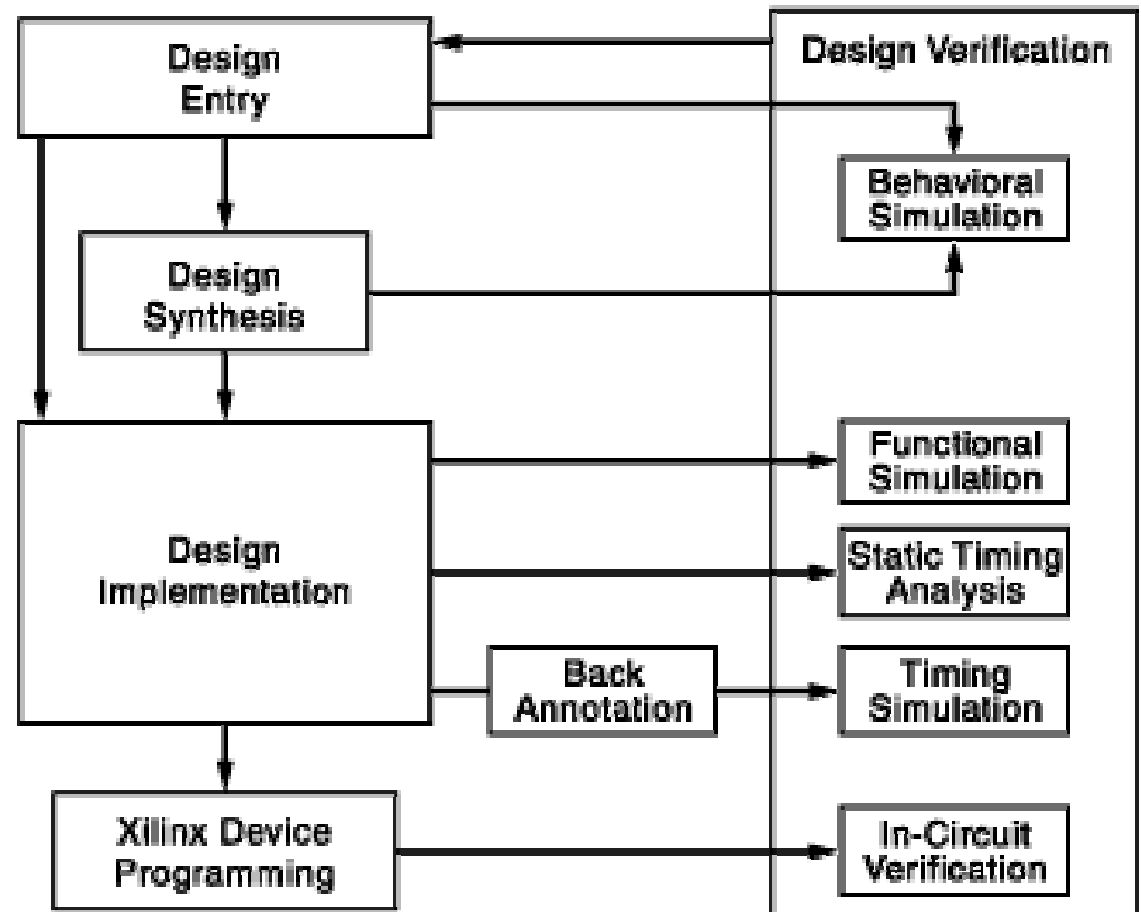 Design
Entry
Design Verification
Behavioral
Simulation
Design
Synthesis
Functional
Simulation
Design
Implementation
Static Timing
Analysis
Back
Annotation
Timing
Simulation
Xilinx Device
Programming
In-Circuit
Verification